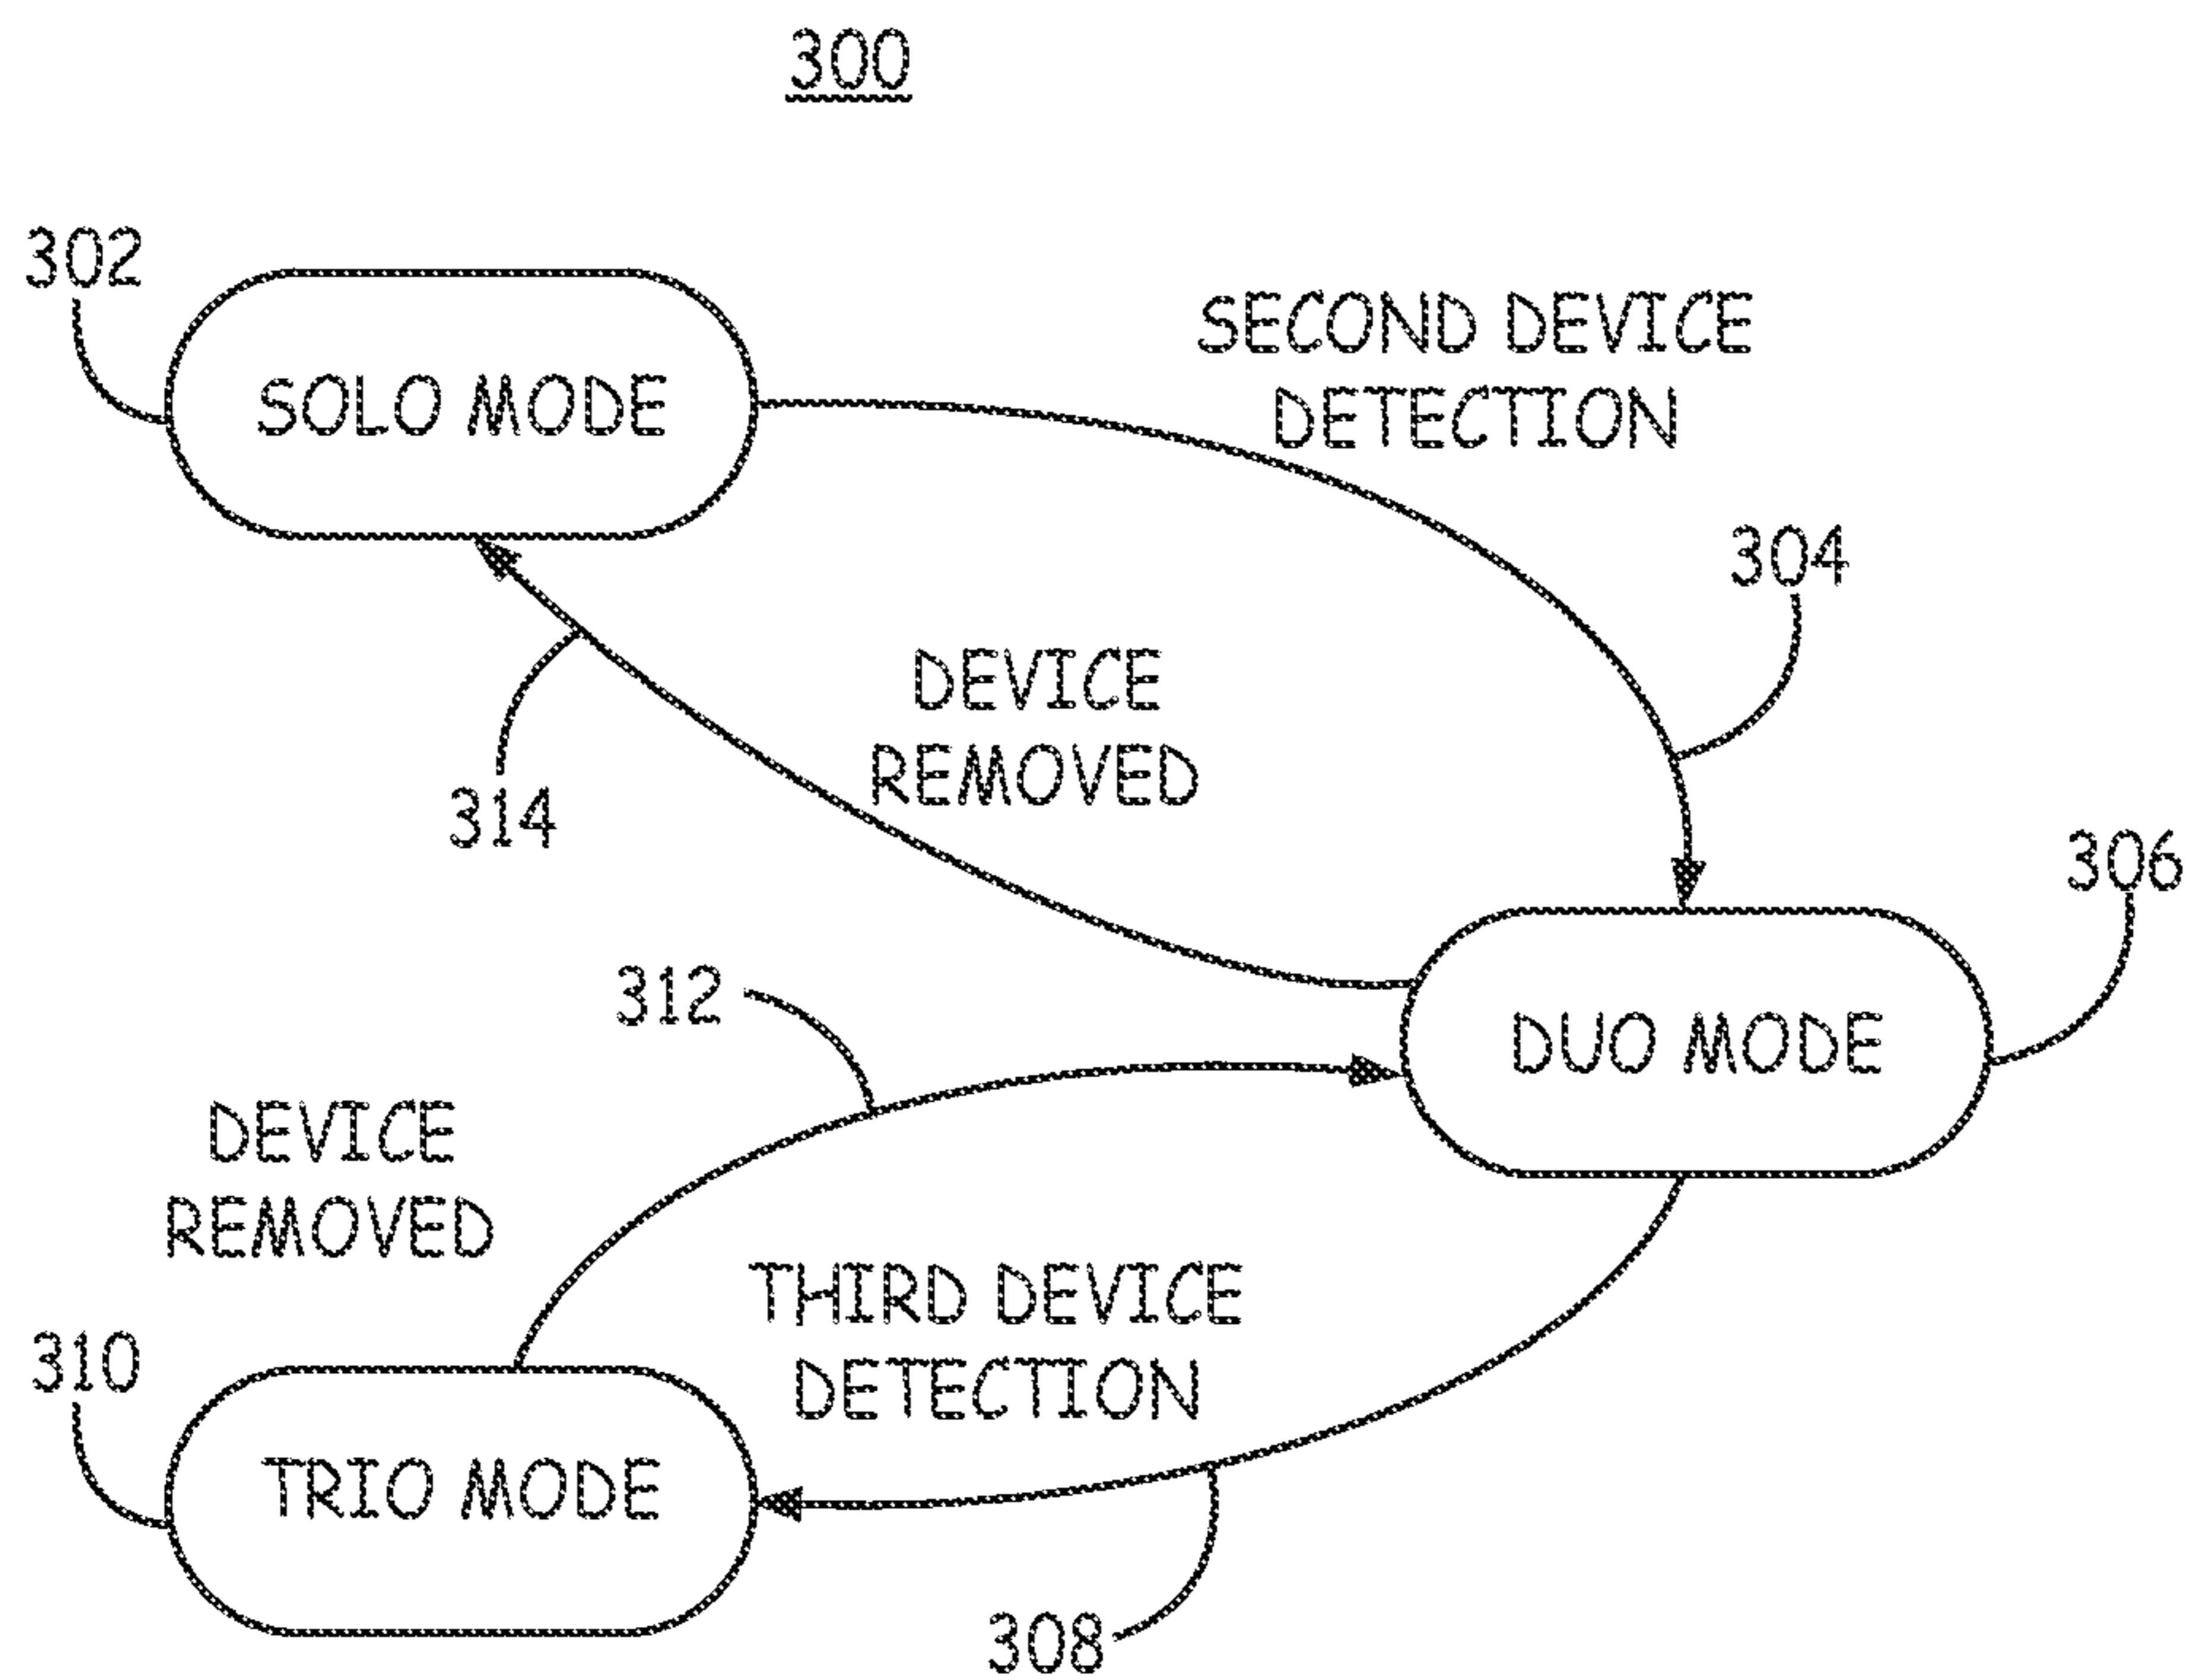 300
302
SOLO MODE
SECOND DEVICE
DETECTION
304
DEVICE
REMOVED
314
306
312
DUO MODE
DEVICE
REMOVED
THIRD DEVICE
DETECTION
310
TRIO MODE
308